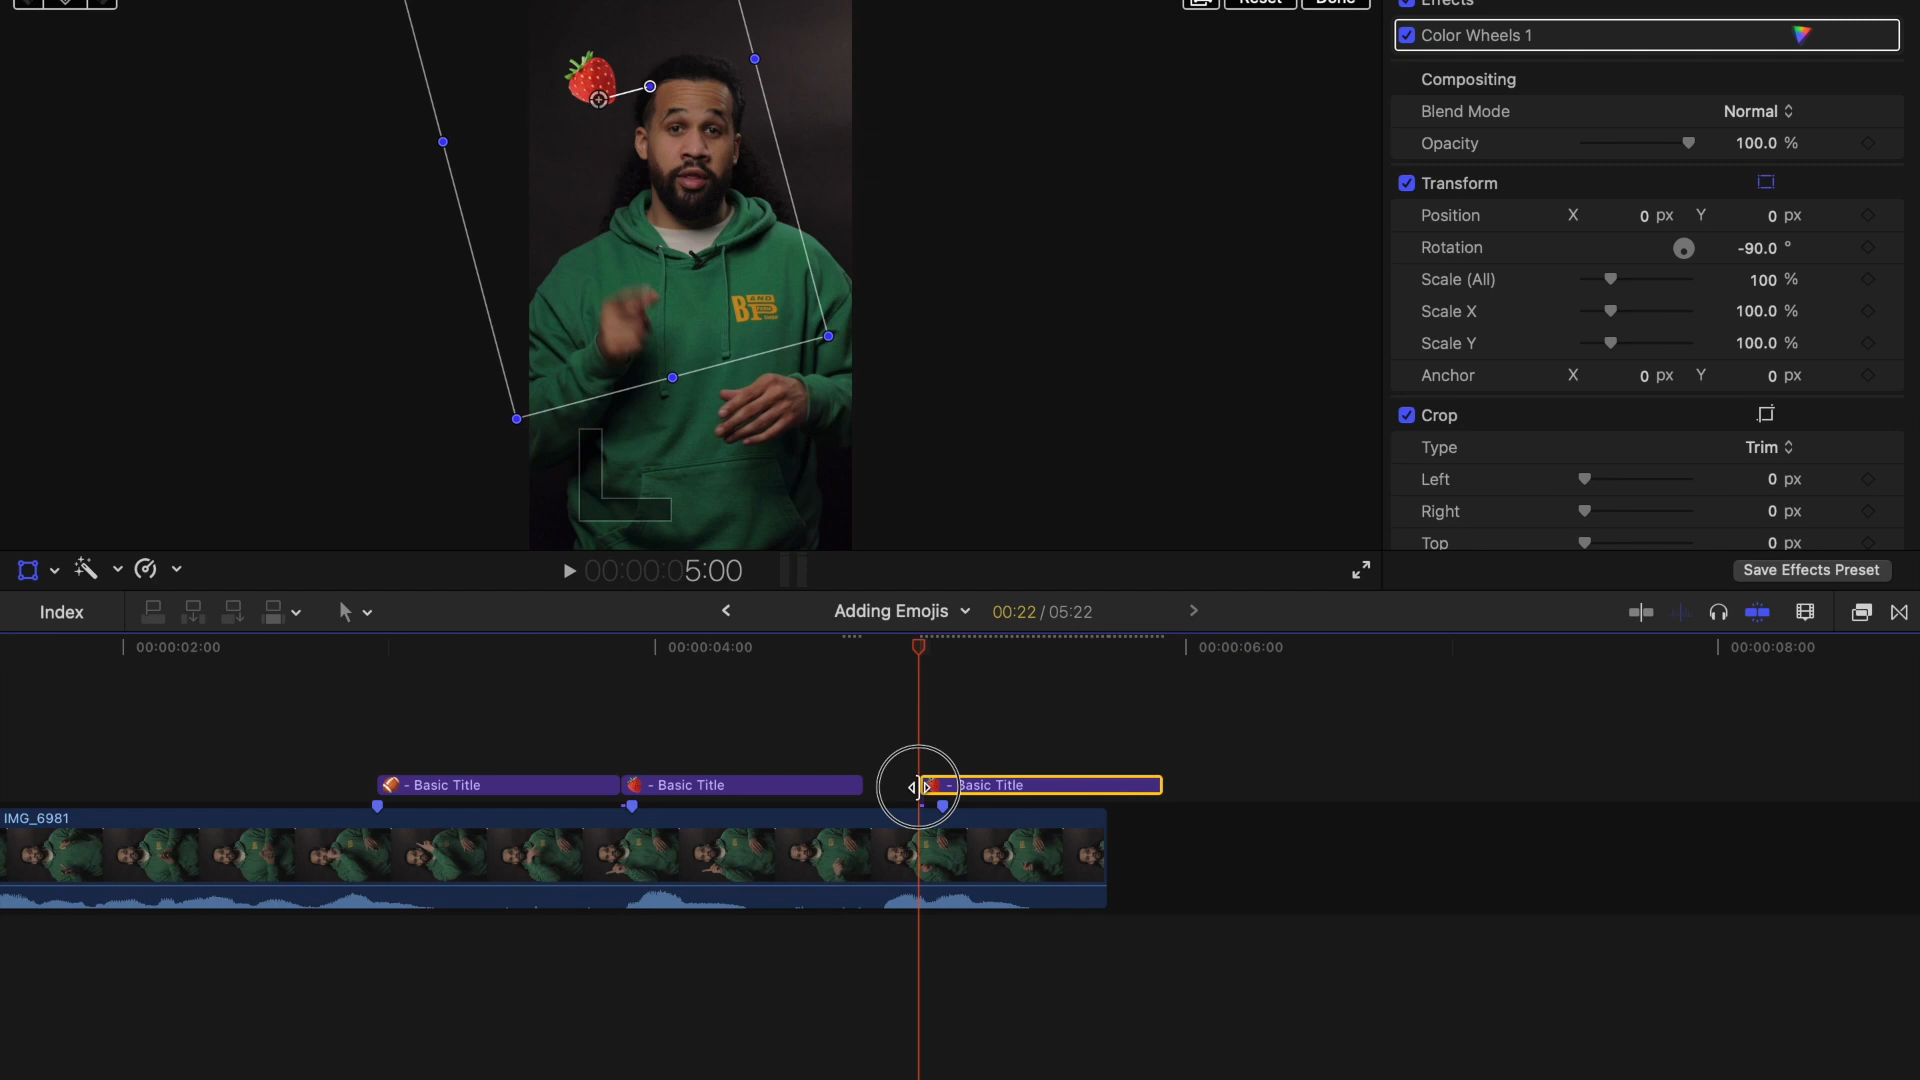 Reset
Done
Effects
Color Wheels 1
Compositing
Blend Mode Normal
Opacity 100.0 %
Transform
Position X 0 px Y 0 px
Rotation -90.0 °
Scale (All) 100 %
Scale X 100.0 %
Scale Y 100.0 %
Anchor X 0 px Y 0 px
Crop
Type Trim
Left 0 px
Right 0 px
Top 0 px
B AND P
00:00:05:00
Save Effects Preset
Index
Adding Emojis 00:22 / 05:22
00:00:02:00 00:00:04:00 00:00:06:00 00:00:08:00
- Basic Title - Basic Title - Basic Title
IMG_6981